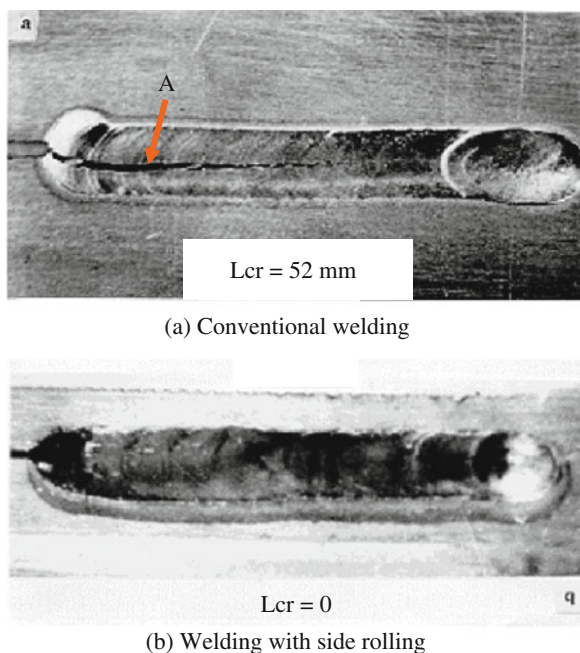 a
A
Lcr = 52 mm
(a) Conventional welding
Lcr = 0
q
(b) Welding with side rolling